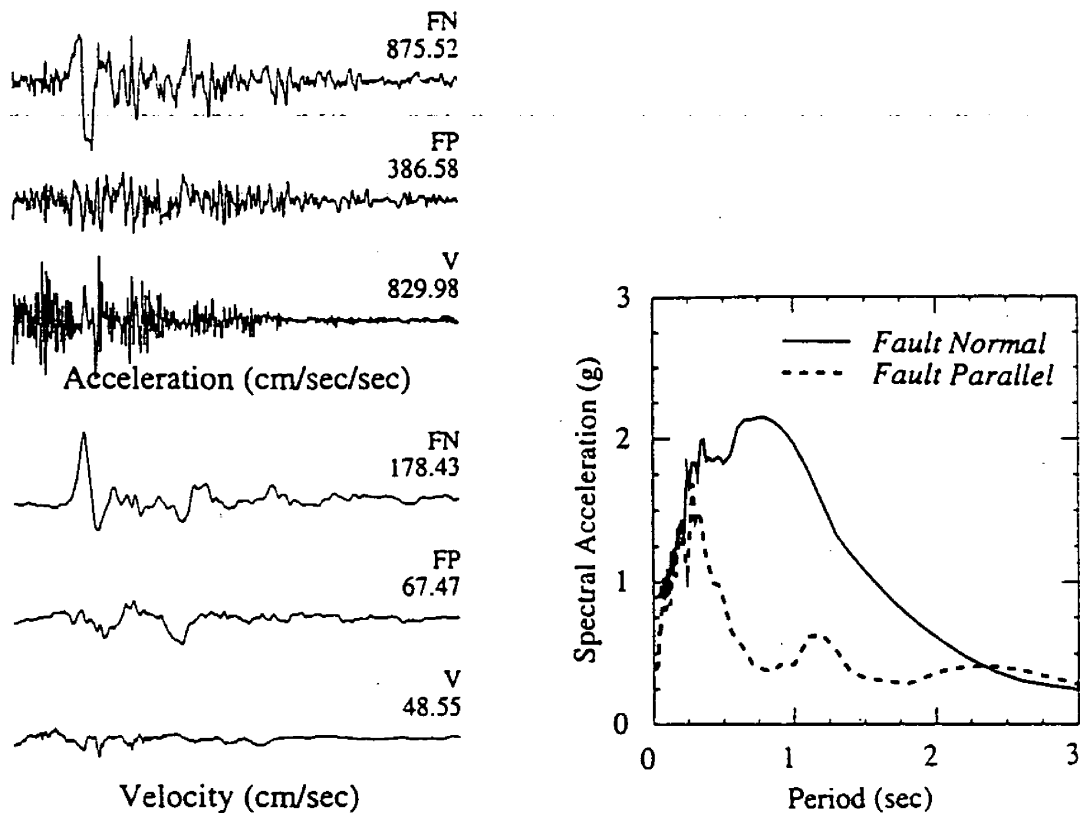 FN
875.52
FP
386.58
V
829.98
Acceleration (cm/sec/sec)
FN
178.43
FP
67.47
V
48.55
Velocity (cm/sec)
3
2
1
0
Spectral Acceleration (g)
Fault Normal
Fault Parallel
0 1 2 3
Period (sec)